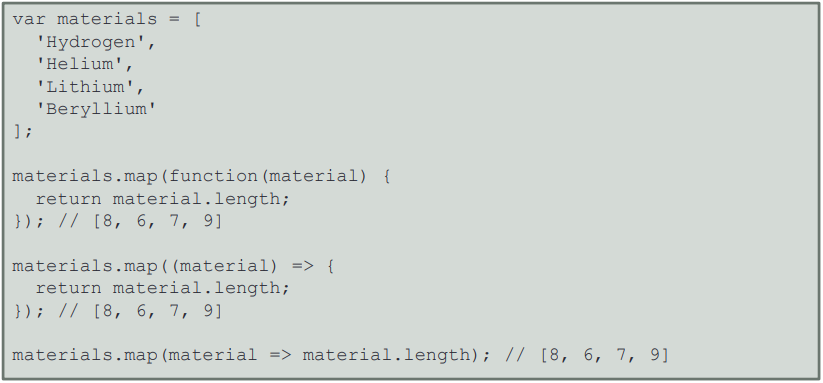 var materials = [
  'Hydrogen',
  'Helium',
  'Lithium',
  'Beryllium'
];

materials.map(function(material) {
  return material.length;
}); // [8, 6, 7, 9]

materials.map((material) => {
  return material.length;
}); // [8, 6, 7, 9]

materials.map(material => material.length); // [8, 6, 7, 9]